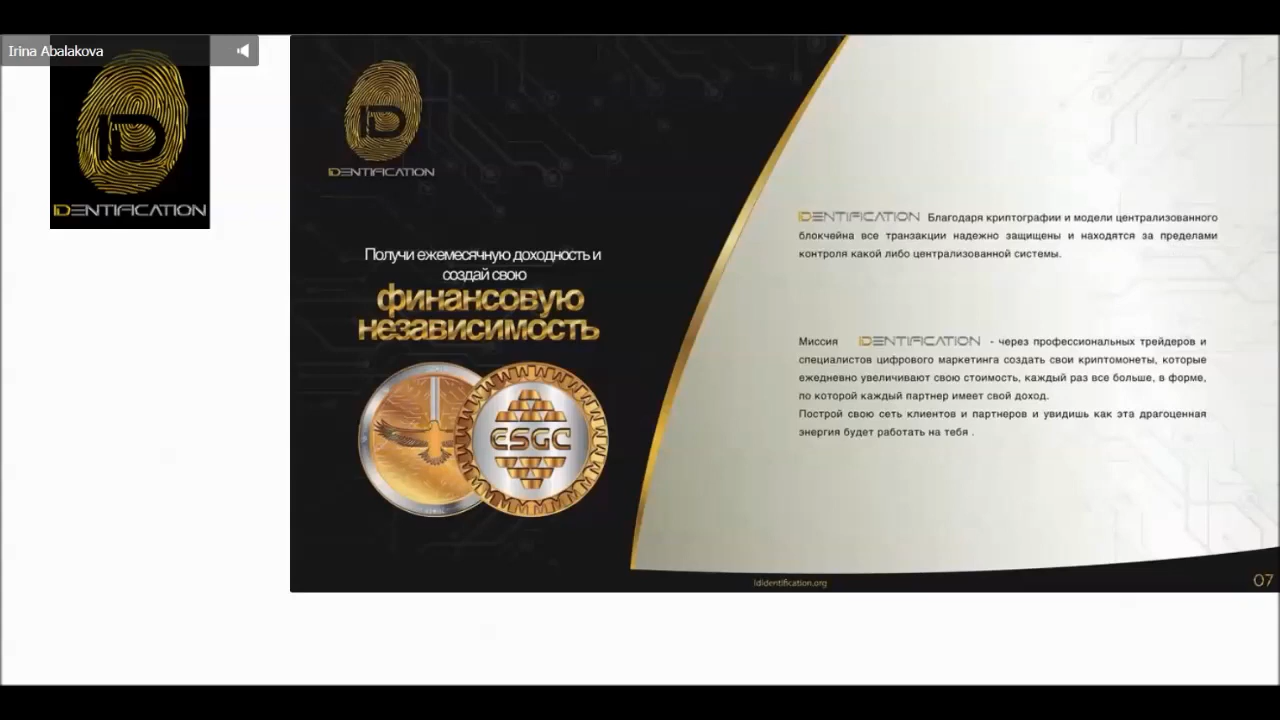 Irina Abalakova
ID
IDENTIFICATION
ID
IDENTIFICATION
Получи ежемесячную доходность и
создай свою
финансовую
независимость
ESGC
IDENTIFICATION Благодаря криптографии и модели централизованного
блокчейна все транзакции надежно защищены и находятся за пределами
контроля какой либо централизованной системы.
Миссия IDENTIFICATION - через профессиональных трейдеров и
специалистов цифрового маркетинга создать свои криптомонеты, которые
ежедневно увеличивают свою стоимость, каждый раз все больше, в форме,
по которой каждый партнер имеет свой доход.
Построй свою сеть клиентов и партнеров и увидишь как эта драгоценная
энергия будет работать на тебя .
Ididentification.org
07